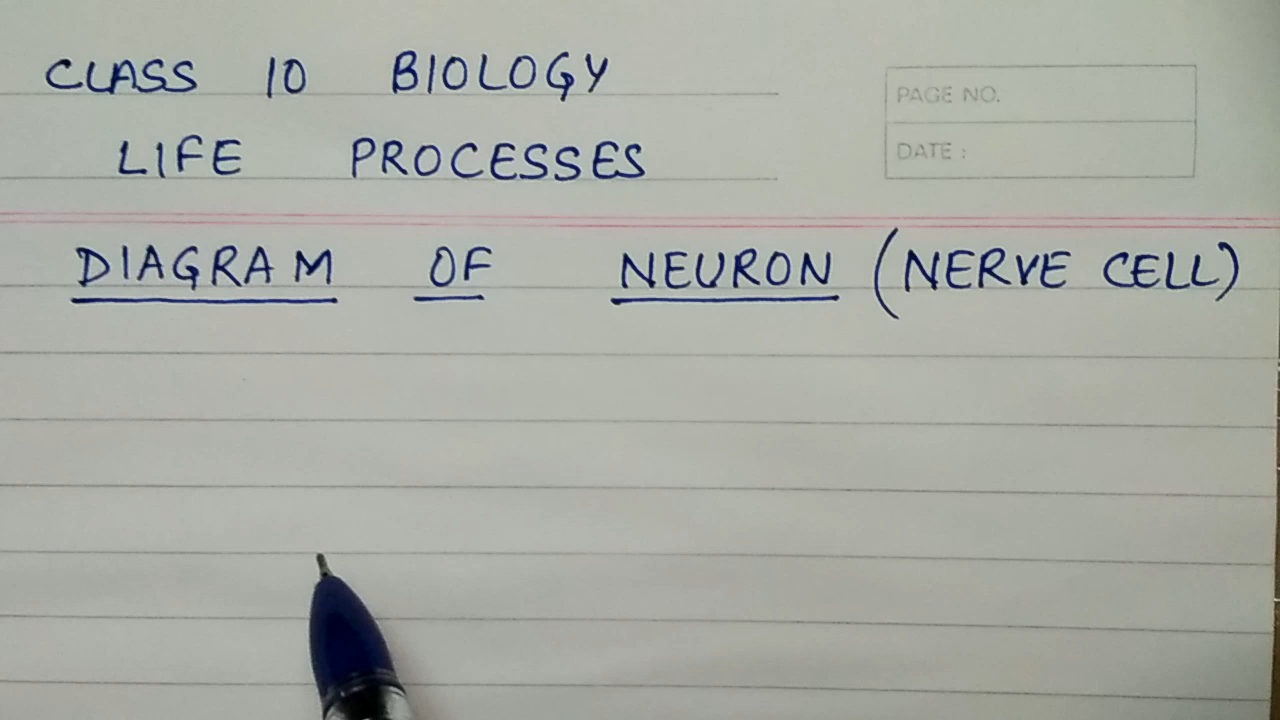 CLASS 10 BIOLOGY
PAGE NO.
LIFE PROCESSES
DATE :
DIAGRAM OF NEURON (NERVE CELL)